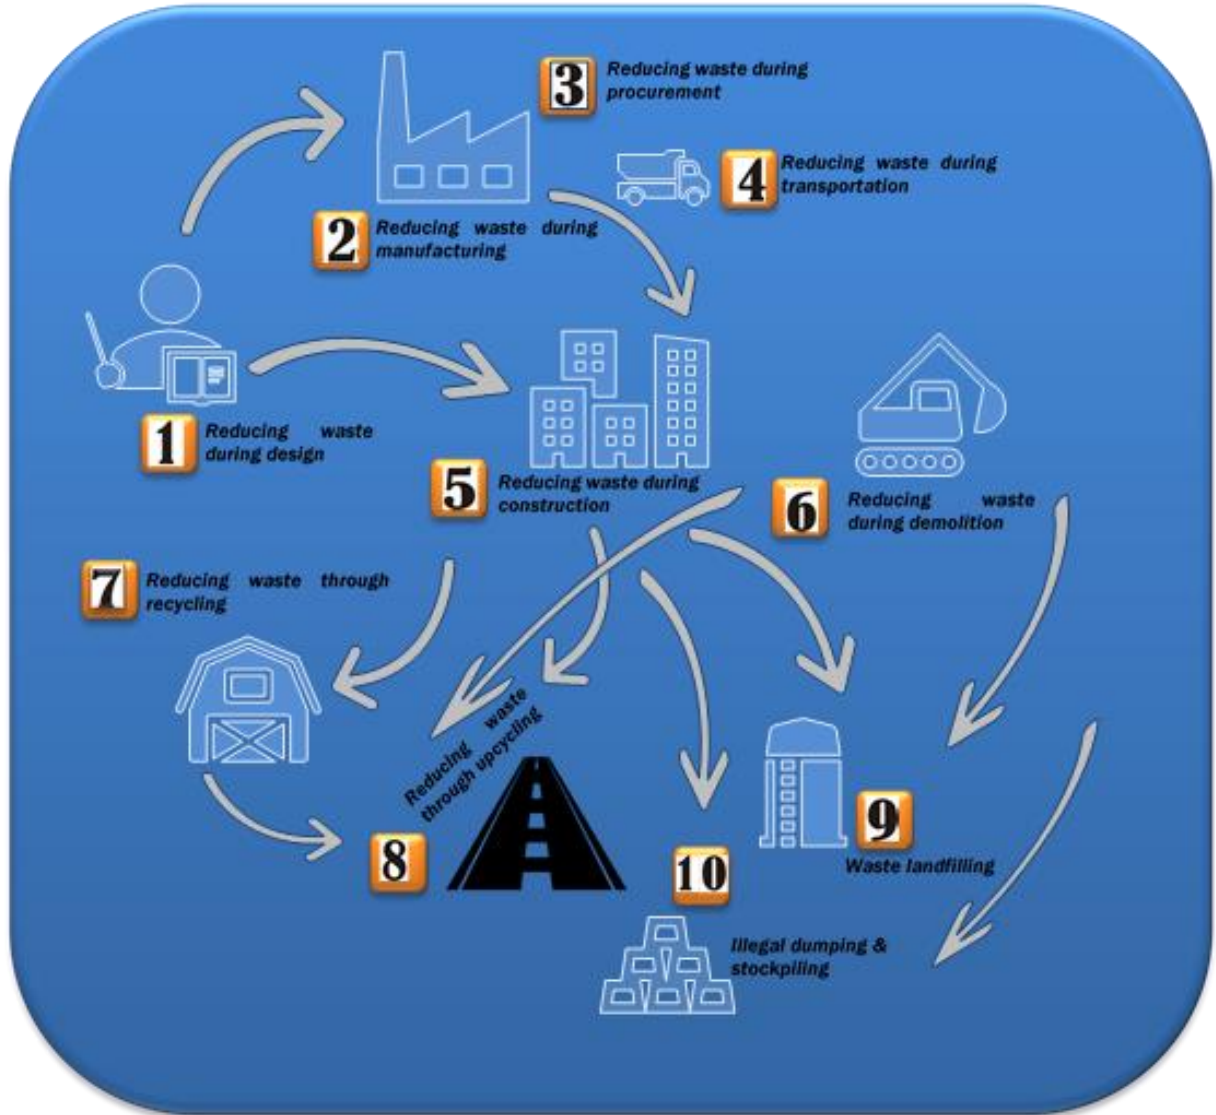 3
Reducing waste during
procurement
4
Reducing waste during
transportation
2
Reducing waste during
manufacturing
1
Reducing waste
during design
5
Reducing waste during
construction
6
Reducing waste
during demolition
7
Reducing waste through
recycling
8
Reducing waste
through upcycling
9
Waste landfilling
10
Illegal dumping &
stockpiling